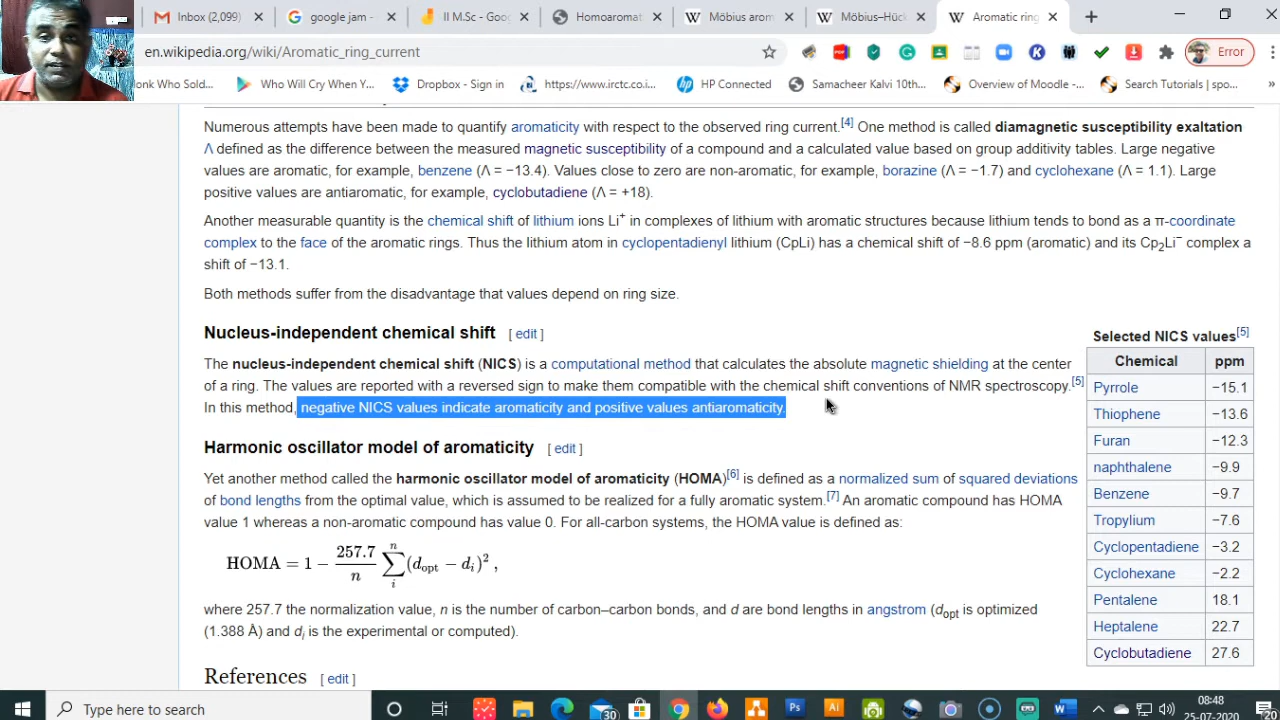 Inbox (2,099)
google jam -
II M.Sc -
Homoaromat
Möbius arom
Möbius–Hück
Aromatic ring
en.wikipedia.org/wiki/Aromatic_ring_current
Error
onk Who Sold...
Who Will Cry When Y...
Dropbox - Sign in
https://www.irctc.co.i...
HP Connected
Samacheer Kalvi 10th...
Overview of Moodle -...
Search Tutorials | spo...
Numerous attempts have been made to quantify aromaticity with respect to the observed ring current.[4] One method is called diamagnetic susceptibility exaltation
Λ defined as the difference between the measured magnetic susceptibility of a compound and a calculated value based on group additivity tables. Large negative
values are aromatic, for example, benzene (Λ = −13.4). Values close to zero are non-aromatic, for example, borazine (Λ = −1.7) and cyclohexane (Λ = 1.1). Large
positive values are antiaromatic, for example, cyclobutadiene (Λ = +18).
Another measurable quantity is the chemical shift of lithium ions Li+ in complexes of lithium with aromatic structures because lithium tends to bond as a π-coordinate
complex to the face of the aromatic rings. Thus the lithium atom in cyclopentadienyl lithium (CpLi) has a chemical shift of −8.6 ppm (aromatic) and its Cp2Li− complex a
shift of −13.1.
Both methods suffer from the disadvantage that values depend on ring size.
Nucleus-independent chemical shift [ edit ]
The nucleus-independent chemical shift (NICS) is a computational method that calculates the absolute magnetic shielding at the center
of a ring. The values are reported with a reversed sign to make them compatible with the chemical shift conventions of NMR spectroscopy.[5]
In this method, negative NICS values indicate aromaticity and positive values antiaromaticity.
Harmonic oscillator model of aromaticity [ edit ]
Yet another method called the harmonic oscillator model of aromaticity (HOMA)[6] is defined as a normalized sum of squared deviations
of bond lengths from the optimal value, which is assumed to be realized for a fully aromatic system.[7] An aromatic compound has HOMA
value 1 whereas a non-aromatic compound has value 0. For all-carbon systems, the HOMA value is defined as:
HOMA = 1 − 257.7/n ∑ i n (dopt − di)2 ,
where 257.7 the normalization value, n is the number of carbon–carbon bonds, and d are bond lengths in angstrom (dopt is optimized
(1.388 Å) and di is the experimental or computed).
References [ edit ]
Selected NICS values[5]
Chemical ppm
Pyrrole −15.1
Thiophene −13.6
Furan −12.3
naphthalene −9.9
Benzene −9.7
Tropylium −7.6
Cyclopentadiene −3.2
Cyclohexane −2.2
Pentalene 18.1
Heptalene 22.7
Cyclobutadiene 27.6
Type here to search
30
08:48
25-07-2020
20